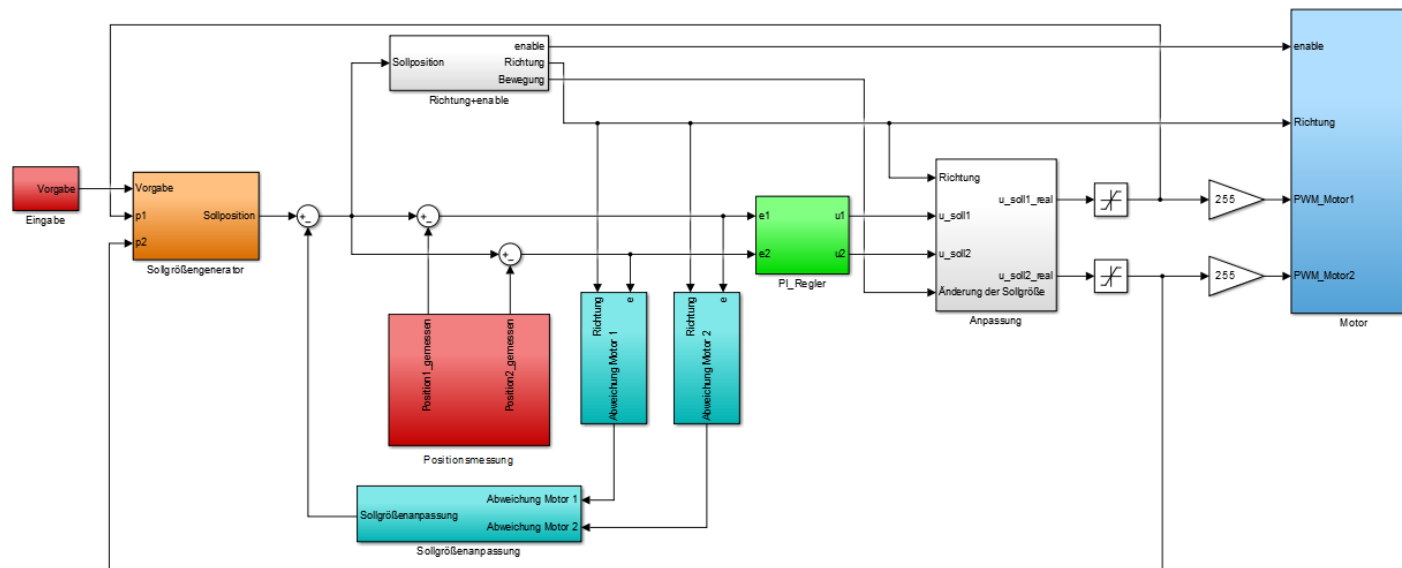 enable
Sollposition
Richtung
Bewegung
Richtung+enable
enable
Richtung
PWM_Motor1
PWM_Motor2
Motor
Vorgabe
Eingabe
Vorgabe
p1
p2
Sollposition
Sollgrößengenerator
+
−
+
−
+
−
e1
e2
u1
u2
PI_Regler
Richtung
u_soll1
u_soll2
Änderung der Sollgröße
u_soll1_real
u_soll2_real
Anpassung
255
255
Position1_gemessen
Position2_gemessen
Positionsmessung
Richtung
e
Abweichung Motor 1
Richtung
e
Abweichung Motor 2
Abweichung Motor 1
Sollgrößenanpassung
Abweichung Motor 2
Sollgrößenanpassung